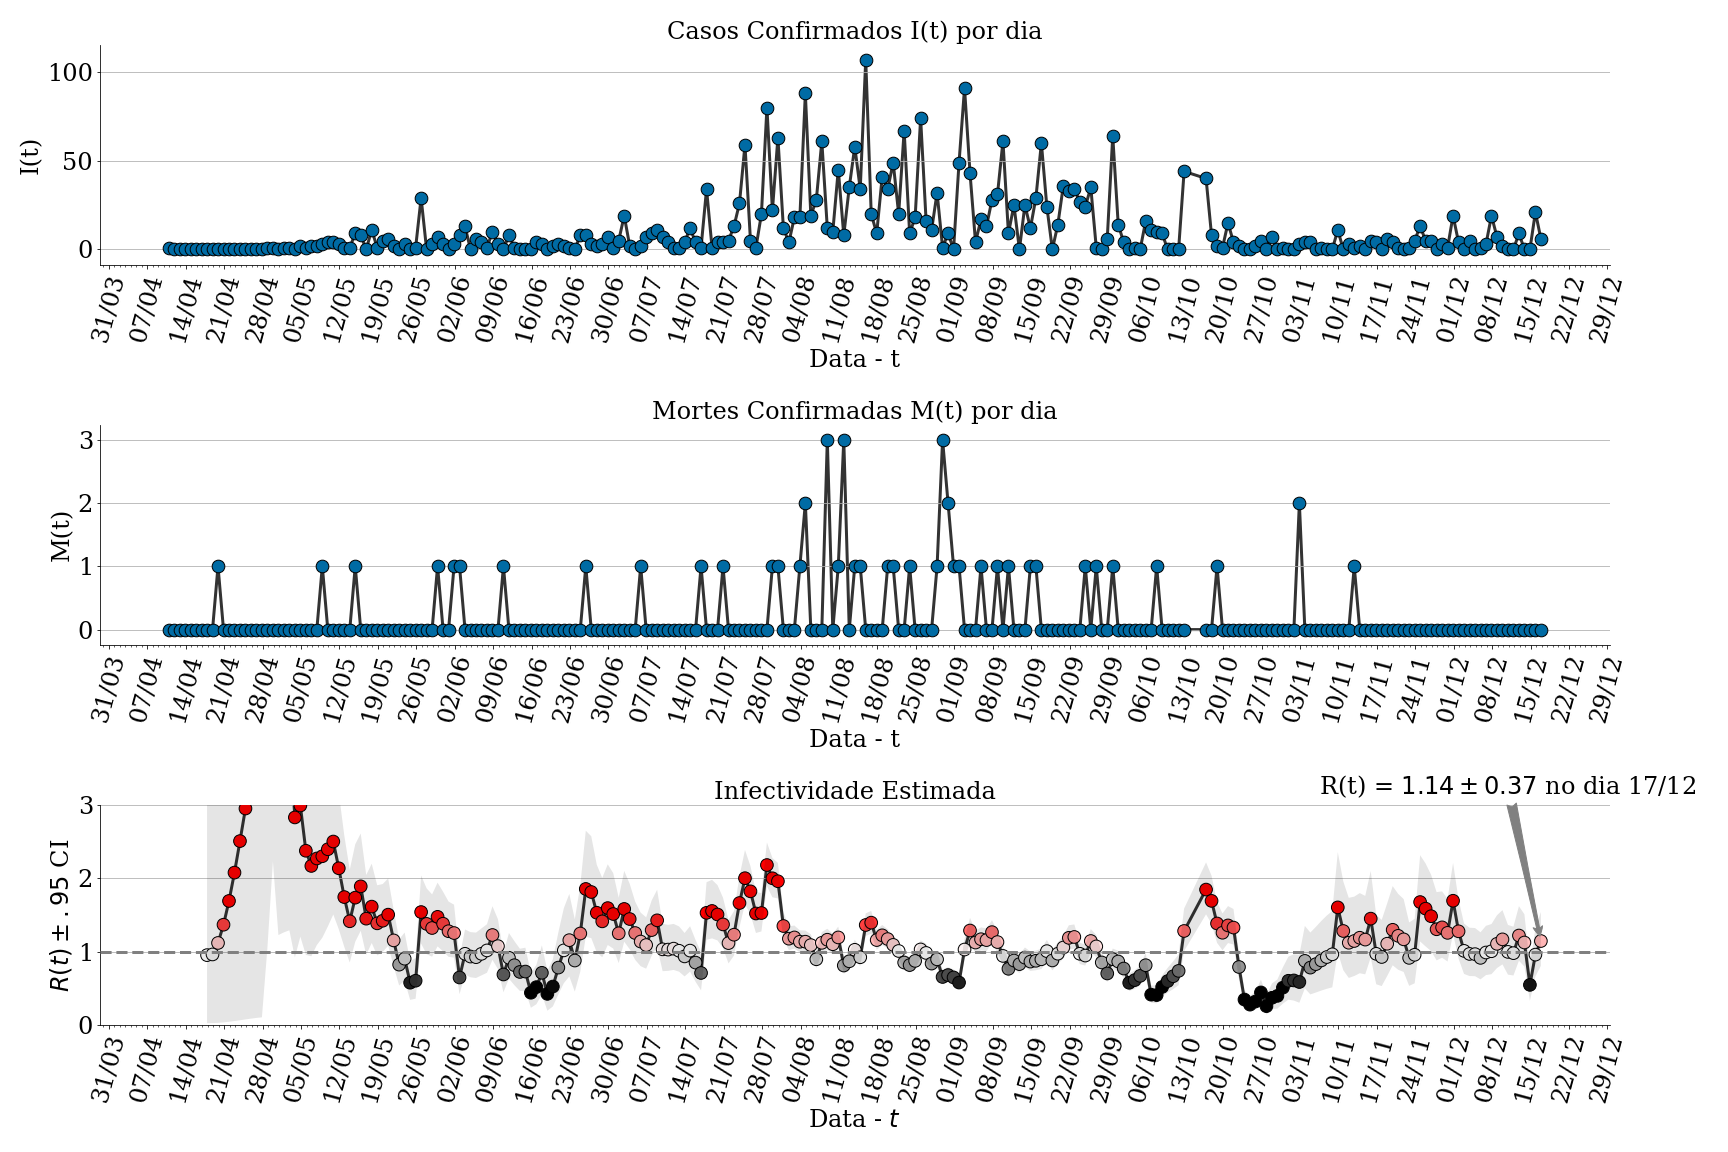 Casos Confirmados I(t) por dia
I(t)
100
50
0
31/03 07/04 14/04 21/04 28/04 05/05 12/05 19/05 26/05 02/06 09/06 16/06 23/06 30/06 07/07 14/07 21/07 28/07 04/08 11/08 18/08 25/08 01/09 08/09 15/09 22/09 29/09 06/10 13/10 20/10 27/10 03/11 10/11 17/11 24/11 01/12 08/12 15/12 22/12 29/12
Data - t
Mortes Confirmadas M(t) por dia
M(t)
3
2
1
0
31/03 07/04 14/04 21/04 28/04 05/05 12/05 19/05 26/05 02/06 09/06 16/06 23/06 30/06 07/07 14/07 21/07 28/07 04/08 11/08 18/08 25/08 01/09 08/09 15/09 22/09 29/09 06/10 13/10 20/10 27/10 03/11 10/11 17/11 24/11 01/12 08/12 15/12 22/12 29/12
Data - t
Infectividade Estimada
R(t) = 1.14 ± 0.37 no dia 17/12
R(t) ± .95 CI
3
2
1
0
31/03 07/04 14/04 21/04 28/04 05/05 12/05 19/05 26/05 02/06 09/06 16/06 23/06 30/06 07/07 14/07 21/07 28/07 04/08 11/08 18/08 25/08 01/09 08/09 15/09 22/09 29/09 06/10 13/10 20/10 27/10 03/11 10/11 17/11 24/11 01/12 08/12 15/12 22/12 29/12
Data - t